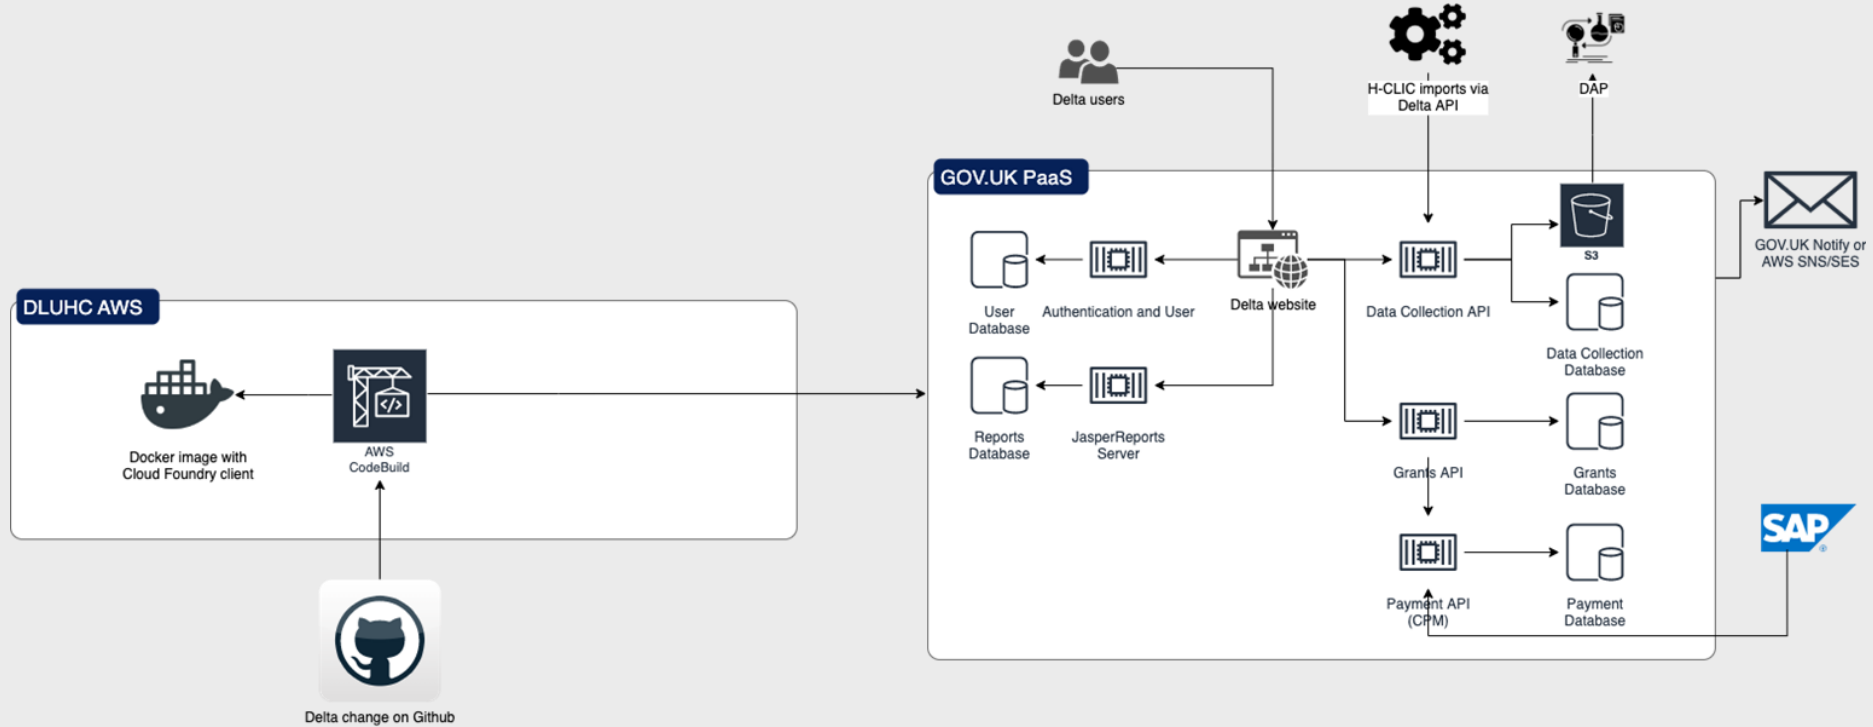 Delta users
H-CLIC imports via
Delta API
DAP
GOV.UK PaaS
S3
GOV.UK Notify or
AWS SNS/SES
User
Database
Authentication and User
Delta website
Data Collection API
Data Collection
Database
DLUHC AWS
Docker image with
Cloud Foundry client
AWS
CodeBuild
Reports
Database
JasperReports
Server
Grants API
Grants
Database
SAP
®
Payment API
(CPM)
Payment
Database
Delta change on Github